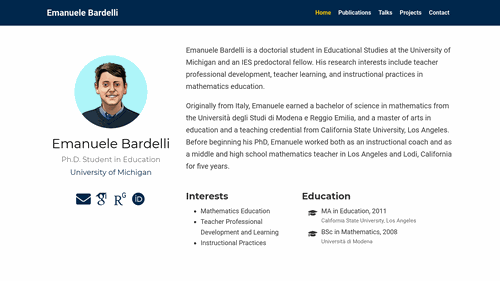 Emanuele Bardelli
Home Publications Talks Projects Contact
Emanuele Bardelli is a doctorial student in Educational Studies at the University of
Michigan and an IES predoctoral fellow. His research interests include teacher
professional development, teacher learning, and instructional practices in
mathematics education.
Originally from Italy, Emanuele earned a bachelor of science in mathematics from
the Università degli Studi di Modena e Reggio Emilia, and a master of arts in
education and a teaching credential from California State University, Los Angeles.
Before beginning his PhD, Emanuele worked both as an instructional coach and as
a middle and high school mathematics teacher in Los Angeles and Lodi, California
for five years.
Emanuele Bardelli
Ph.D. Student in Education
University of Michigan
g R G iD
Interests
Mathematics Education
Teacher Professional
Development and Learning
Instructional Practices
Education
MA in Education, 2011
California State University, Los Angeles
BSc in Mathematics, 2008
Università di Modena